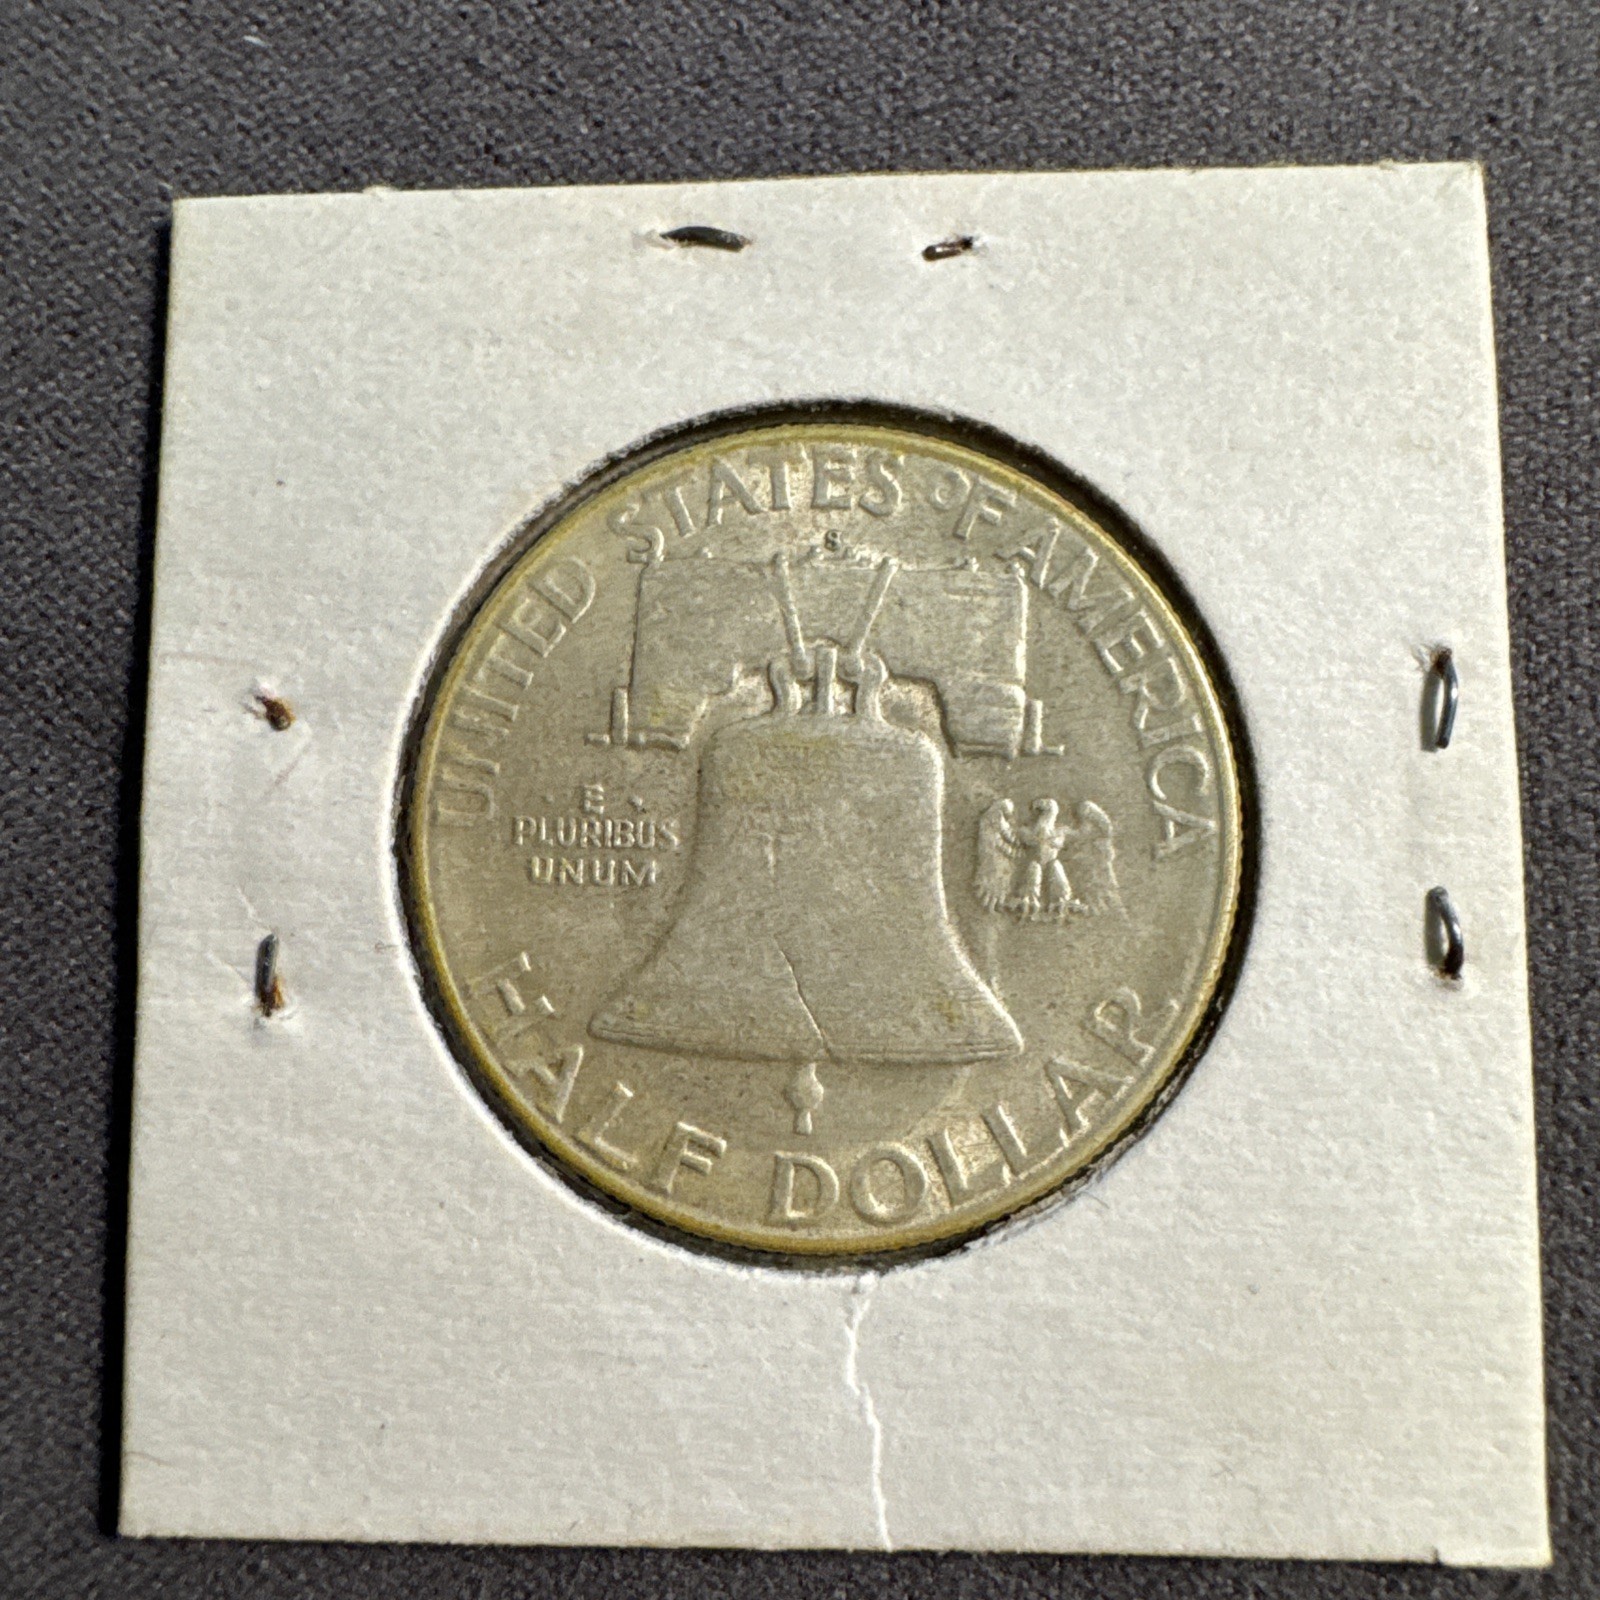 UNITED STATES OF AMERICA
S
E
PLURIBUS
UNUM
HALF DOLLAR